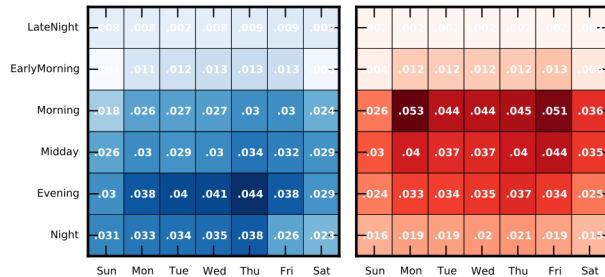 LateNight .008 .008 .007 .008 .009 .009 .009
EarlyMorning .011 .012 .013 .013 .013 .004 .012 .012 .012 .012 .013
Morning .018 .026 .027 .027 .03 .03 .024 .026 .053 .044 .044 .045 .051 .036
Midday .026 .03 .029 .03 .034 .032 .029 .03 .04 .037 .037 .04 .044 .035
Evening .03 .038 .04 .041 .044 .038 .029 .024 .033 .034 .035 .037 .034 .025
Night .031 .033 .034 .035 .038 .026 .023 .016 .019 .019 .02 .021 .019 .015
Sun Mon Tue Wed Thu Fri Sat Sun Mon Tue Wed Thu Fri Sat